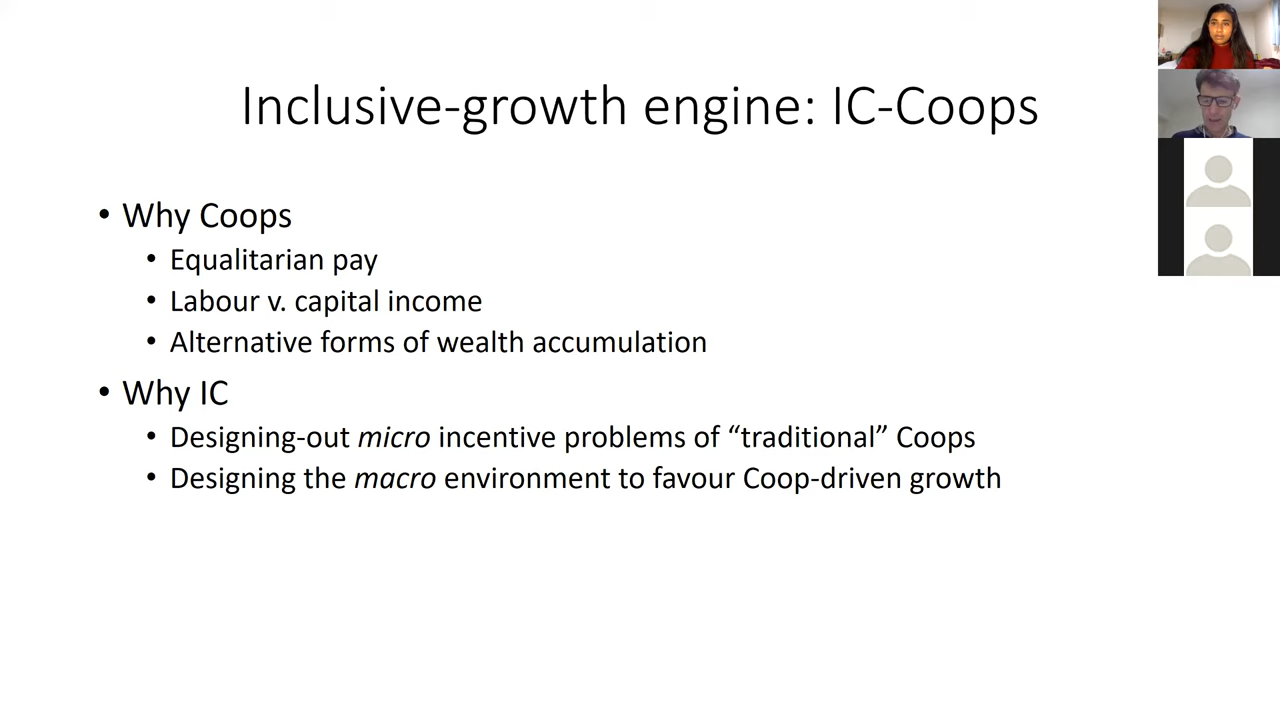 Inclusive-growth engine: IC-Coops
• Why Coops
• Equalitarian pay
• Labour v. capital income
• Alternative forms of wealth accumulation
• Why IC
• Designing-out micro incentive problems of “traditional” Coops
• Designing the macro environment to favour Coop-driven growth